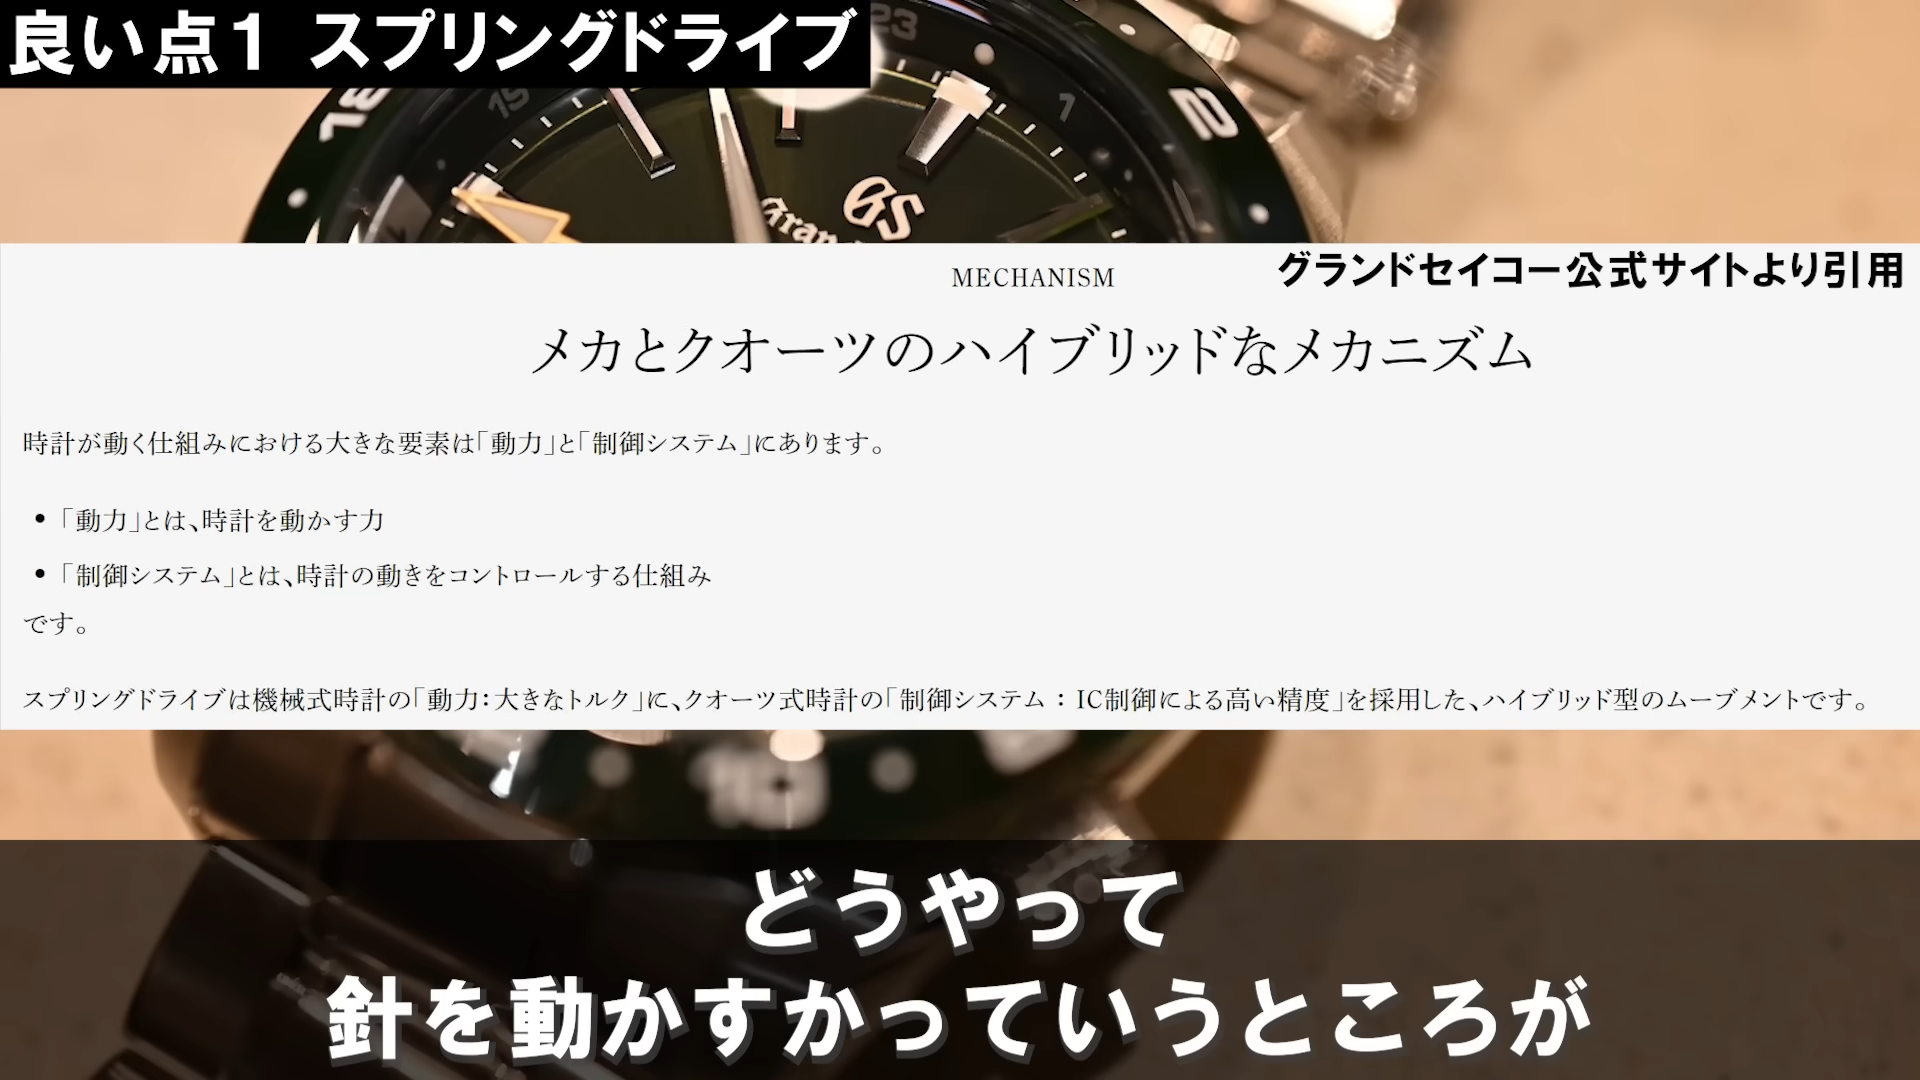 良い点1 スプリングドライブ
23
13
15
1
2
GS
Gran
MECHANISM
グランドセイコー公式サイトより引用
メカとクオーツのハイブリッドなメカニズム
時計が動く仕組みにおける大きな要素は「動力」と「制御システム」にあります。
•「動力」とは、時計を動かす力
•「制御システム」とは、時計の動きをコントロールする仕組み
です。
スプリングドライブは機械式時計の「動力：大きなトルク」に、クオーツ式時計の「制御システム：IC制御による高い精度」を採用した、ハイブリッド型のムーブメントです。
どうやって
針を動かすかっていうところが